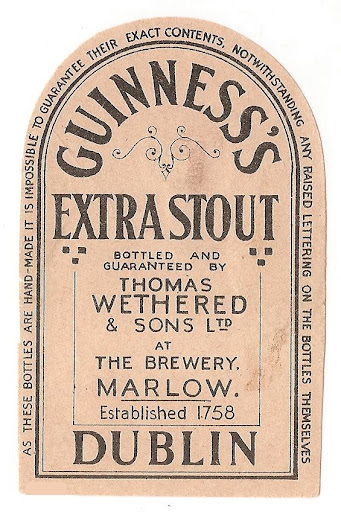 AS THESE BOTTLES ARE HAND-MADE IT IS IMPOSSIBLE TO GUARANTEE THEIR EXACT CONTENTS, NOTWITHSTANDING ANY RAISED LETTERING ON THE BOTTLES THEMSELVES
GUINNESS'S
EXTRA STOUT
BOTTLED AND
GUARANTEED BY
THOMAS
WETHERED
& SONS LTD
AT
THE BREWERY,
MARLOW.
Established 1758
DUBLIN